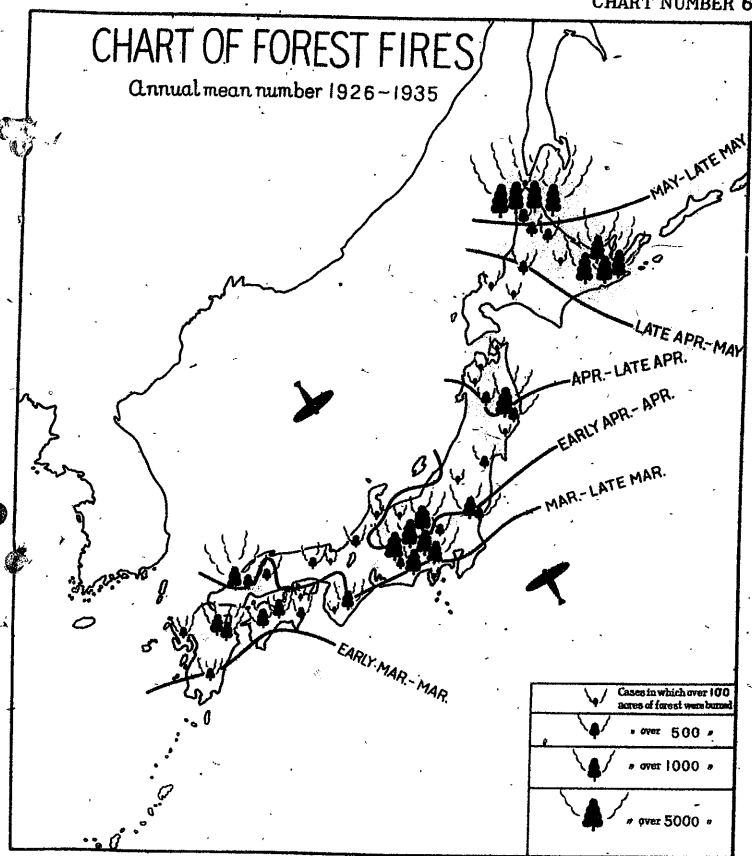 CHART NUMBER 6
CHART OF FOREST FIRES
Annual mean number 1926~1935
MAY-LATE MAY
LATE APR.-MAY
APR.-LATE APR.
EARLY APR.-APR.
MAR.-LATE MAR.
EARLY MAR.-MAR.
Cases in which over 100
acres of forest were burned
" over 500 "
" over 1000 "
" over 5000 "